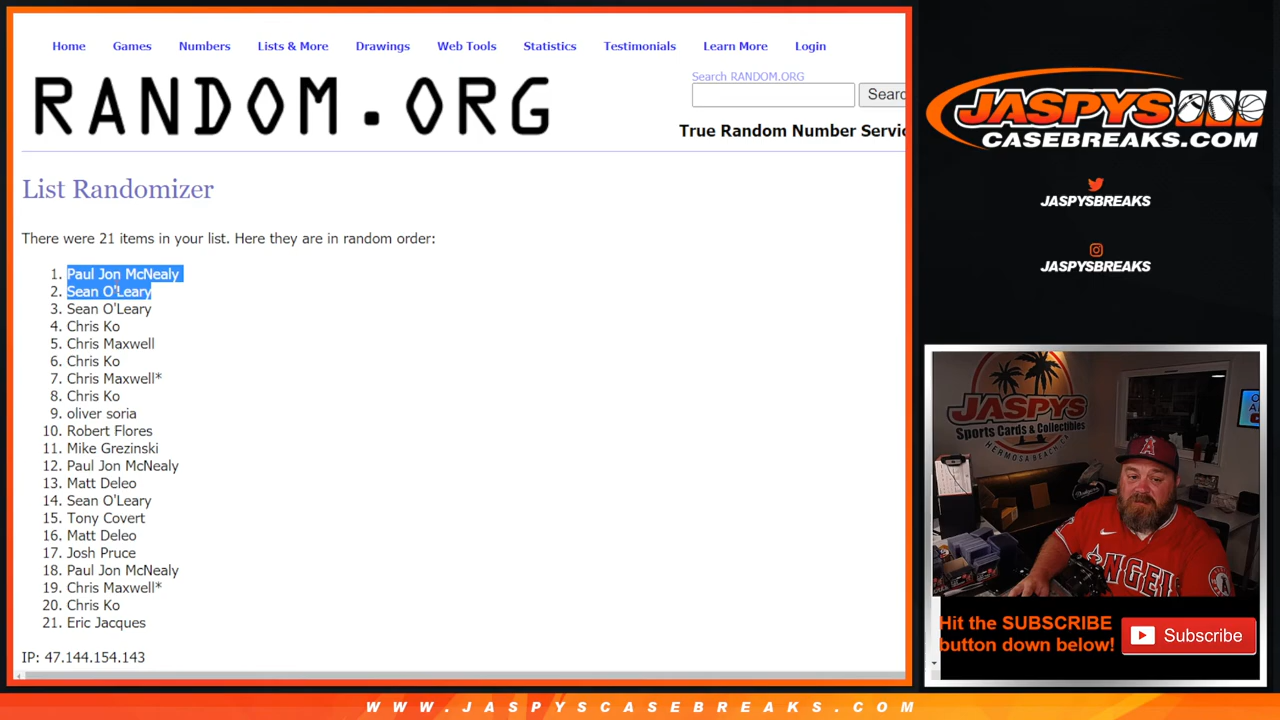 Home Games Numbers Lists & More Drawings Web Tools Statistics Testimonials Learn More Login
RANDOM.ORG
Search RANDOM.ORG
Searc
True Random Number Servic
List Randomizer
There were 21 items in your list. Here they are in random order:
1. Paul Jon McNealy
2. Sean O'Leary
3. Sean O'Leary
4. Chris Ko
5. Chris Maxwell
6. Chris Ko
7. Chris Maxwell*
8. Chris Ko
9. oliver soria
10. Robert Flores
11. Mike Grezinski
12. Paul Jon McNealy
13. Matt Deleo
14. Sean O'Leary
15. Tony Covert
16. Matt Deleo
17. Josh Pruce
18. Paul Jon McNealy
19. Chris Maxwell*
20. Chris Ko
21. Eric Jacques
IP: 47.144.154.143
JASPYS
CASEBREAKS.COM
JASPYSBREAKS
JASPYSBREAKS
JASPYS
Sports Cards & Collectibles
HERMOSA BEACH, CA
ANGELS
Hit the SUBSCRIBE
button down below!
Subscribe
WWW.JASPYSCASEBREAKS.COM